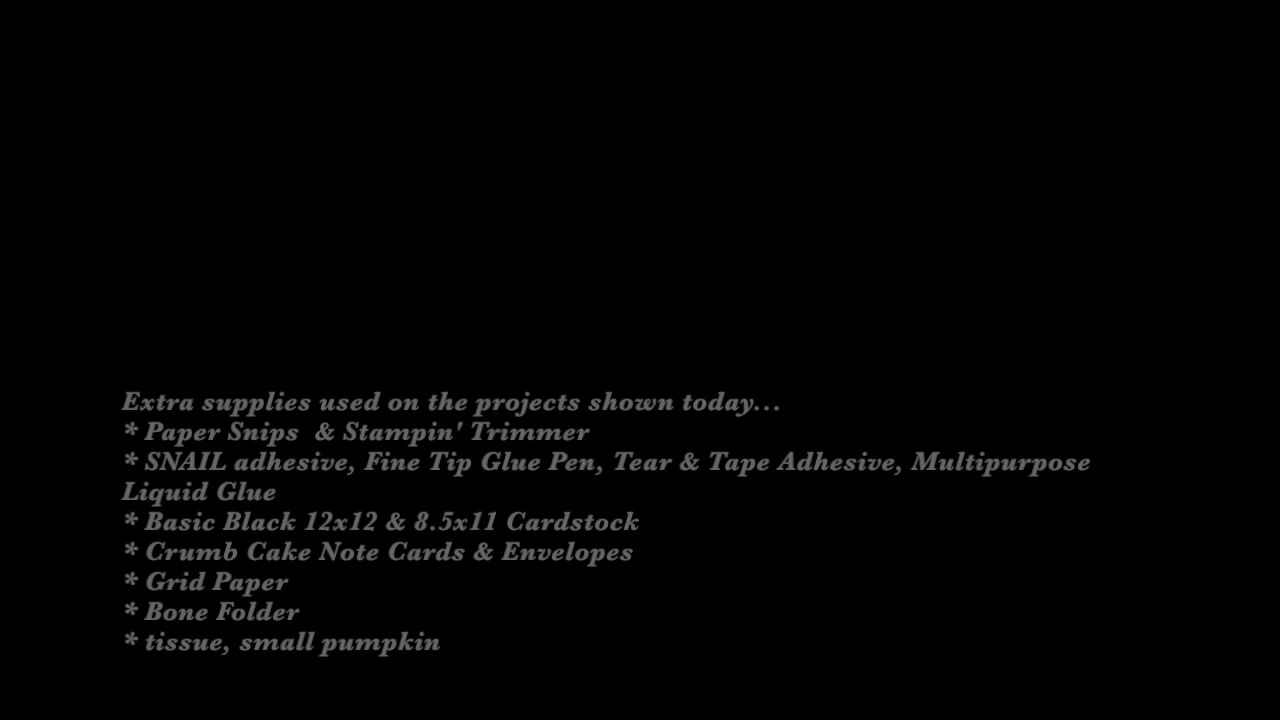 Extra supplies used on the projects shown today...
* Paper Snips  & Stampin' Trimmer
* SNAIL adhesive, Fine Tip Glue Pen, Tear & Tape Adhesive, Multipurpose
Liquid Glue
* Basic Black 12x12 & 8.5x11 Cardstock
* Crumb Cake Note Cards & Envelopes
* Grid Paper
* Bone Folder
* tissue, small pumpkin